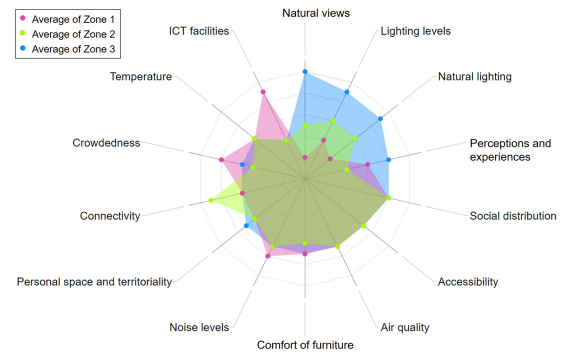 Average of Zone 1
Average of Zone 2
Average of Zone 3
Natural views
ICT facilities
Lighting levels
Temperature
Natural lighting
Crowdedness
Perceptions and
experiences
Connectivity
Social distribution
Personal space and territoriality
Accessibility
Noise levels
Air quality
Comfort of furniture